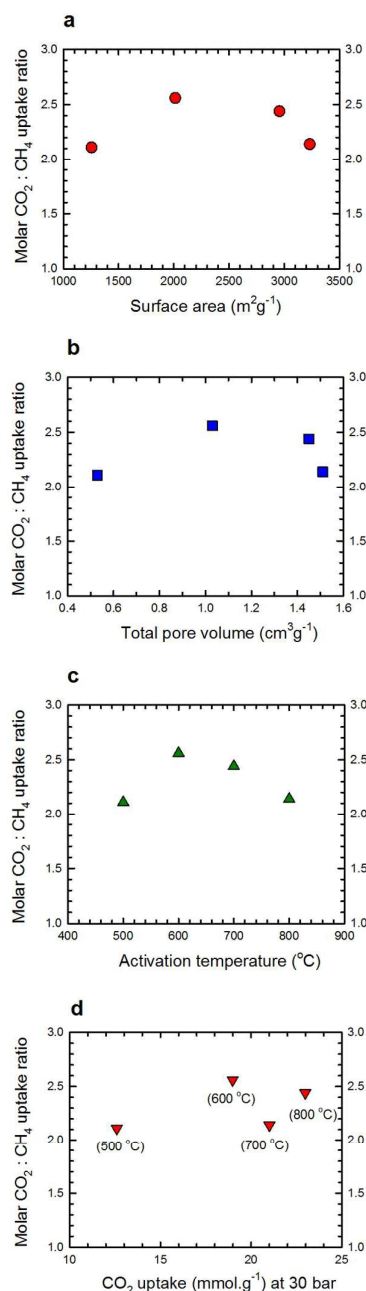 a
3.0 3.0
2.5 2.5
2.0 2.0
1.5 1.5
1.0 1.0
1000 1500 2000 2500 3000 3500
Molar CO₂ : CH₄ uptake ratio
Surface area (m²g⁻¹)
b
3.0 3.0
2.5 2.5
2.0 2.0
1.5 1.5
1.0 1.0
0.4 0.6 0.8 1.0 1.2 1.4 1.6
Molar CO₂ : CH₄ uptake ratio
Total pore volume (cm³g⁻¹)
c
3.0 3.0
2.5 2.5
2.0 2.0
1.5 1.5
1.0 1.0
400 500 600 700 800 900
Molar CO₂ : CH₄ uptake ratio
Activation temperature (°C)
d
3.0 3.0
2.5 2.5
(600 °C) (800 °C)
2.0 (500 °C) (700 °C) 2.0
1.5 1.5
1.0 1.0
10 15 20 25
Molar CO₂ : CH₄ uptake ratio
CO₂ uptake (mmol.g⁻¹) at 30 bar